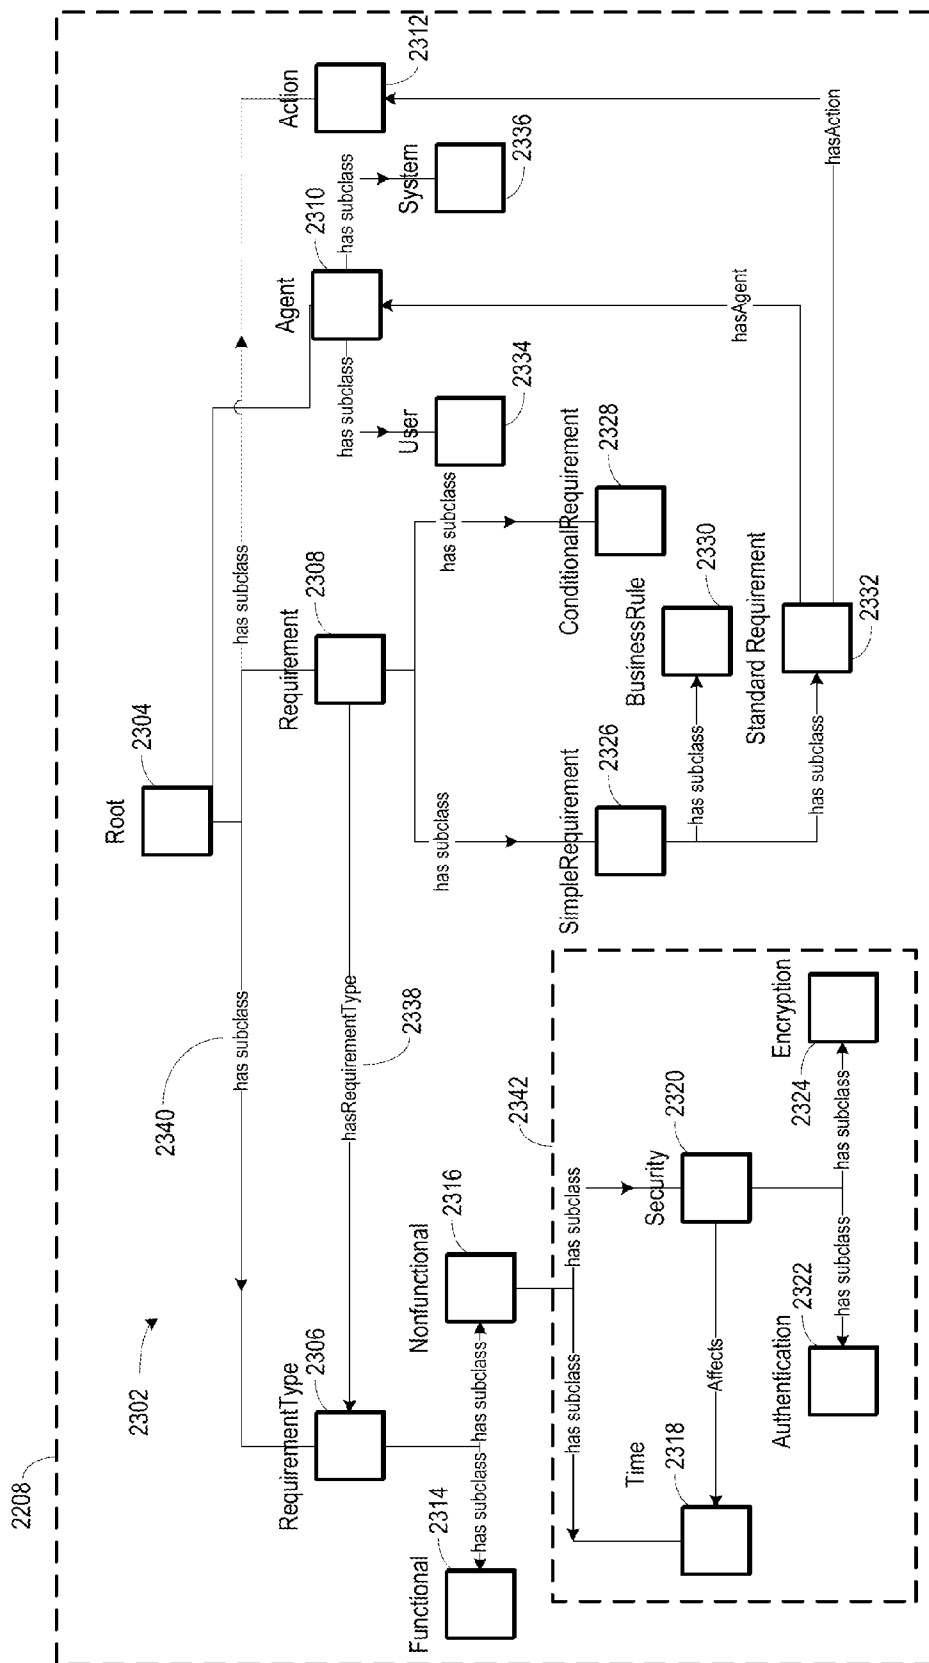 2208
2302
2340
Root
2304
has subclass
has subclass
RequirementType
2306
hasRequirementType
2338
Requirement
2308
Agent
2310
Action
2312
has subclass
has subclass
Functional
2314
has subclass
has subclass
Nonfunctional
2316
has subclass
has subclass
User
2334
System
2336
2342
has subclass
has subclass
SimpleRequirement
2326
ConditionalRequirement
2328
has subclass
has subclass
Time
2318
Affects
Security
2320
has subclass
BusinessRule
2330
hasAgent
has subclass
has subclass
Authentication
2322
Encryption
2324
has subclass
Standard Requirement
2332
hasAction